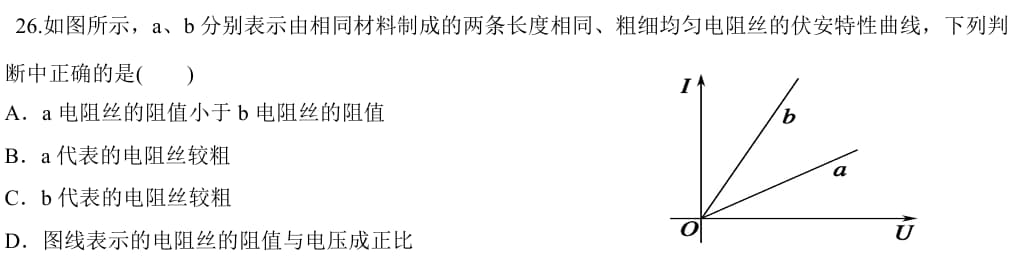 26.如图所示，a、b 分别表示由相同材料制成的两条长度相同、粗细均匀电阻丝的伏安特性曲线，下列判
断中正确的是(　　)
A．a 电阻丝的阻值小于 b 电阻丝的阻值
B．a 代表的电阻丝较粗
C．b 代表的电阻丝较粗
D．图线表示的电阻丝的阻值与电压成正比
I
b
a
O
U